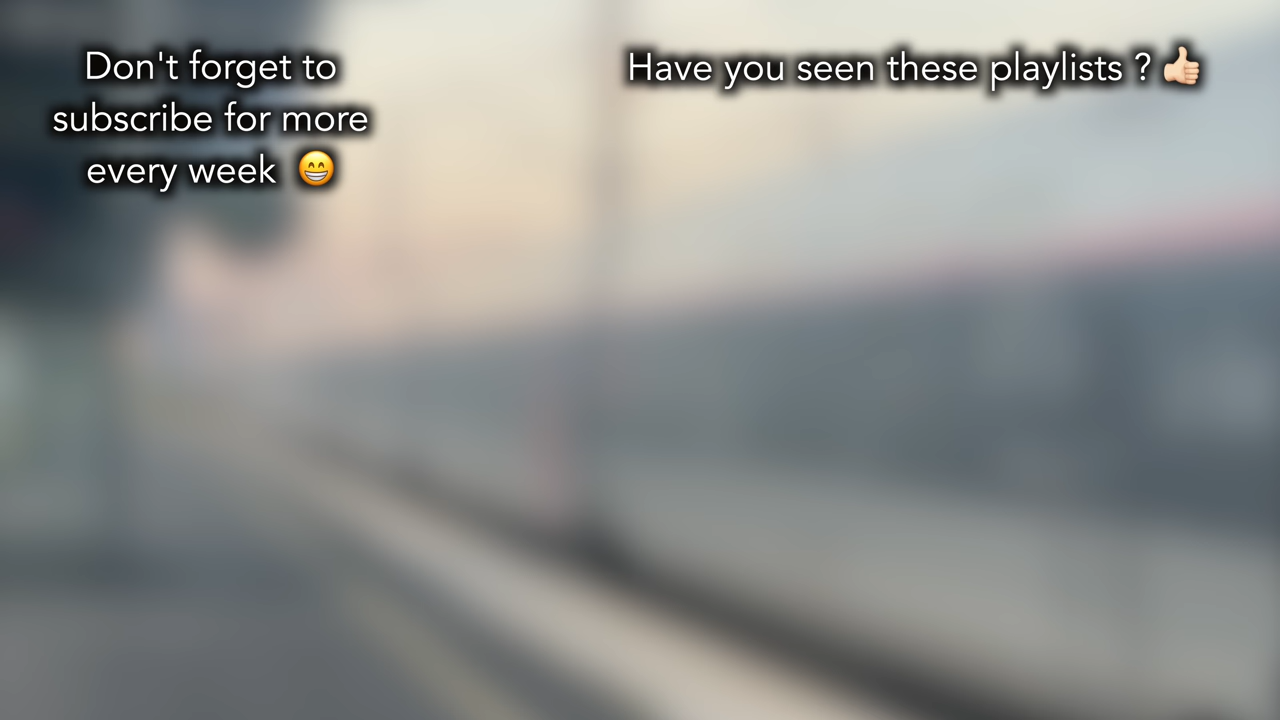 Don't forget to
subscribe for more
every week 😁
Have you seen these playlists ? 👍🏻